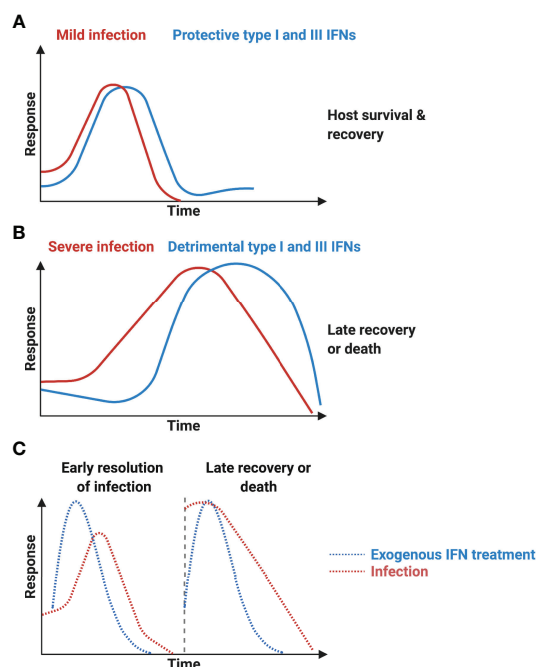 A
Mild infection Protective type I and III IFNs
Response
Host survival &
recovery
Time
B
Severe infection Detrimental type I and III IFNs
Response
Late recovery
or death
Time
C
Early resolution
of infection
Late recovery or
death
Response
Exogenous IFN treatment
Infection
Time